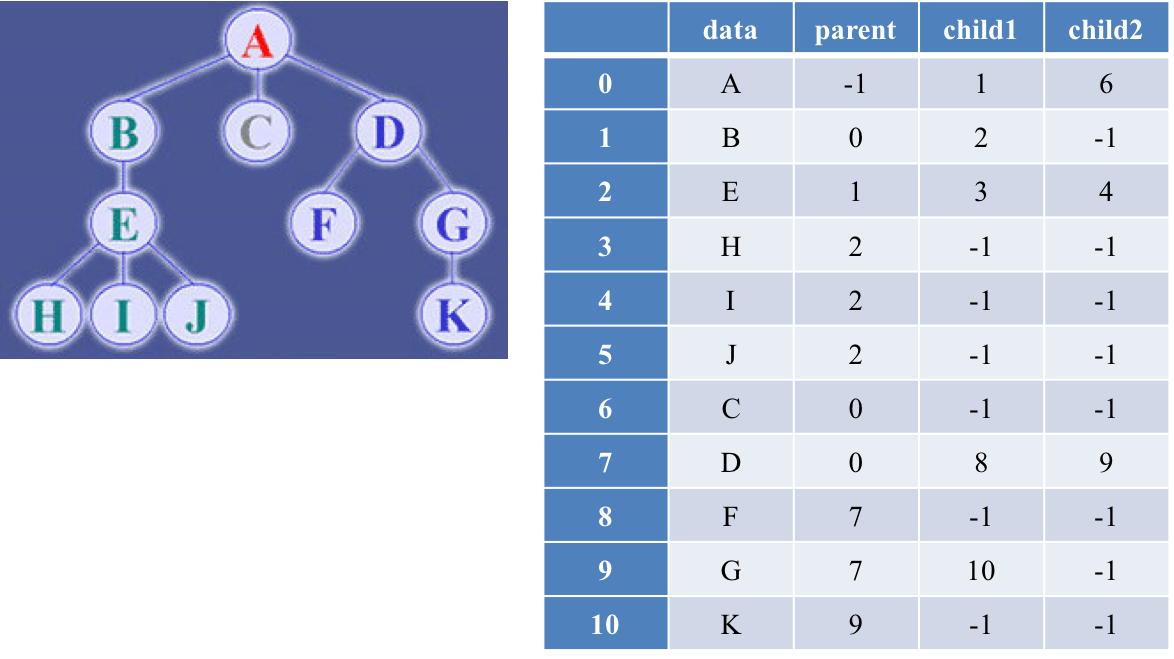 A
B C D
E F G
H I J K
data parent child1 child2
0 A -1 1 6
1 B 0 2 -1
2 E 1 3 4
3 H 2 -1 -1
4 I 2 -1 -1
5 J 2 -1 -1
6 C 0 -1 -1
7 D 0 8 9
8 F 7 -1 -1
9 G 7 10 -1
10 K 9 -1 -1